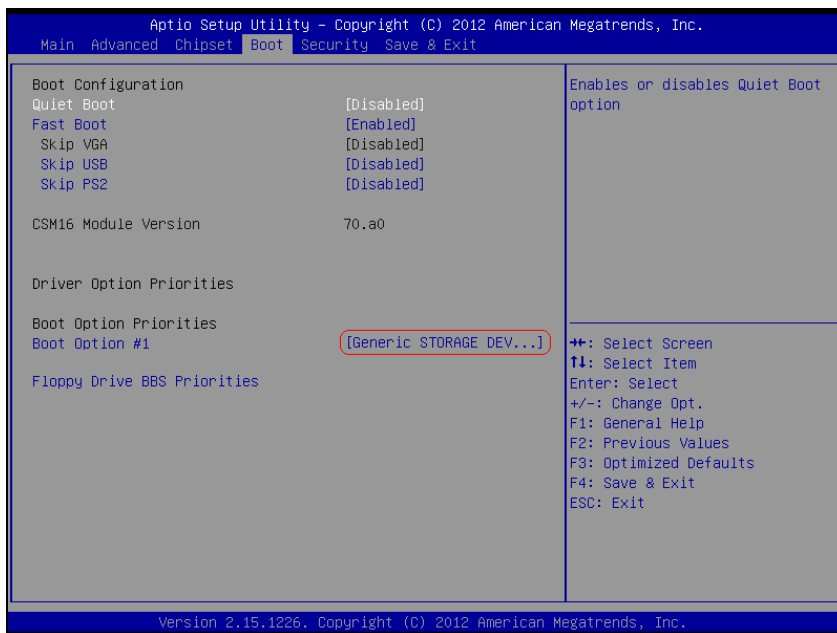 Aptio Setup Utility – Copyright (C) 2012 American Megatrends, Inc.
Main Advanced Chipset Boot Security Save & Exit
Boot Configuration
Quiet Boot [Disabled]
Fast Boot [Enabled]
Skip VGA [Disabled]
Skip USB [Disabled]
Skip PS2 [Disabled]
CSM16 Module Version 70.a0
Driver Option Priorities
Boot Option Priorities
Boot Option #1 [Generic STORAGE DEV...]
Floppy Drive BBS Priorities
Enables or disables Quiet Boot
option
→←: Select Screen
↑↓: Select Item
Enter: Select
+/-: Change Opt.
F1: General Help
F2: Previous Values
F3: Optimized Defaults
F4: Save & Exit
ESC: Exit
Version 2.15.1226. Copyright (C) 2012 American Megatrends, Inc.